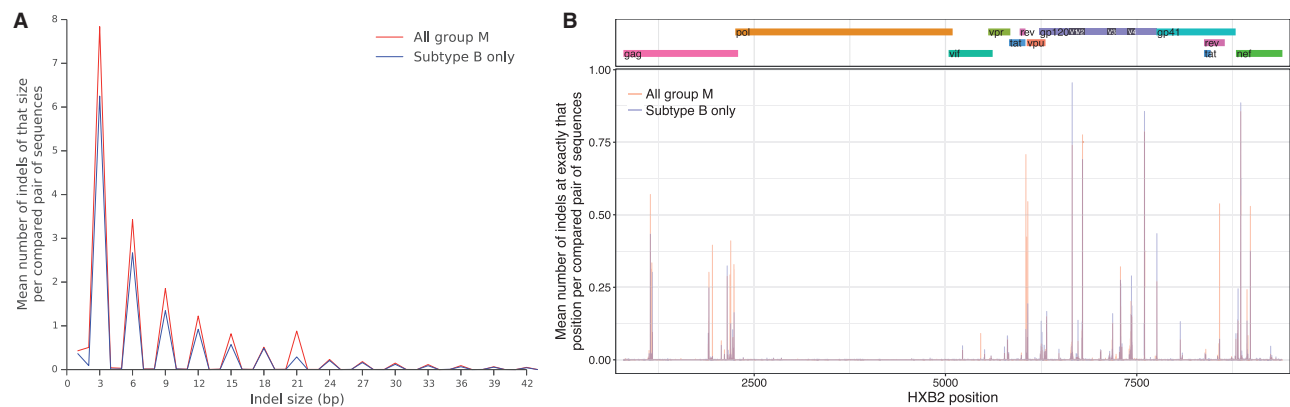 A
Mean number of indels of that size
per compared pair of sequences
8
7
6
5
4
3
2
1
0
All group M
Subtype B only
0 3 6 9 12 15 18 21 24 27 30 33 36 39 42
Indel size (bp)
B
pol vpr rev gp120 gp41
tat vpu rev
gag vif tat nef
Mean number of indels at exactly that
position per compared pair of sequences
1.00
0.75
0.50
0.25
0.00
All group M
Subtype B only
2500 5000 7500
HXB2 position